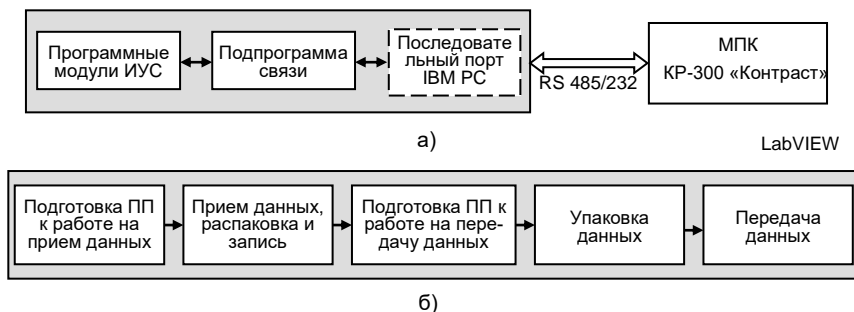 Программные
модули ИУС
Подпрограмма
связи
Последовате
льный порт
IBM PC
RS 485/232
МПК
КР-300 «Контраст»
а)
LabVIEW
Подготовка ПП
к работе на
прием данных
Прием данных,
распаковка и
запись
Подготовка ПП к
работе на пере-
дачу данных
Упаковка
данных
Передача
данных
б)